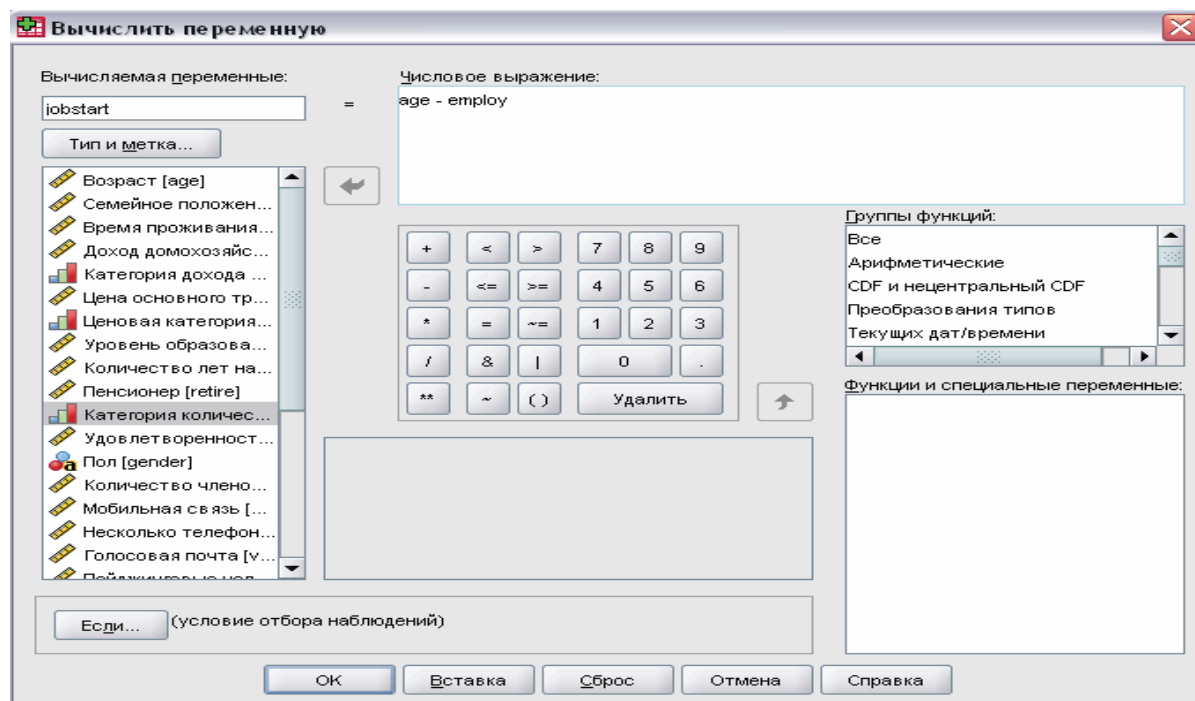 Вычислить переменную
Вычисляемая переменные:
jobstart
=
Тип и метка...
Числовое выражение:
age - employ
Возраст [age]
Семейное положен...
Время проживания...
Доход домохозяйс...
Категория дохода ...
Цена основного тр...
Ценовая категория...
Уровень образова...
Количество лет на...
Пенсионер [retire]
Категория количес...
Удовлетворенност...
Пол [gender]
Количество члено...
Мобильная связь [...
Несколько телефон...
Голосовая почта [v...
+ < > 7 8 9
- <= >= 4 5 6
* = ~= 1 2 3
/ & | 0 .
** ~ ( ) Удалить
Группы функций:
Все
Арифметические
CDF и нецентральный CDF
Преобразования типов
Текущих дат/времени
Функции и специальные переменные:
Если... (условие отбора наблюдений)
OK Вставка Сброс Отмена Справка